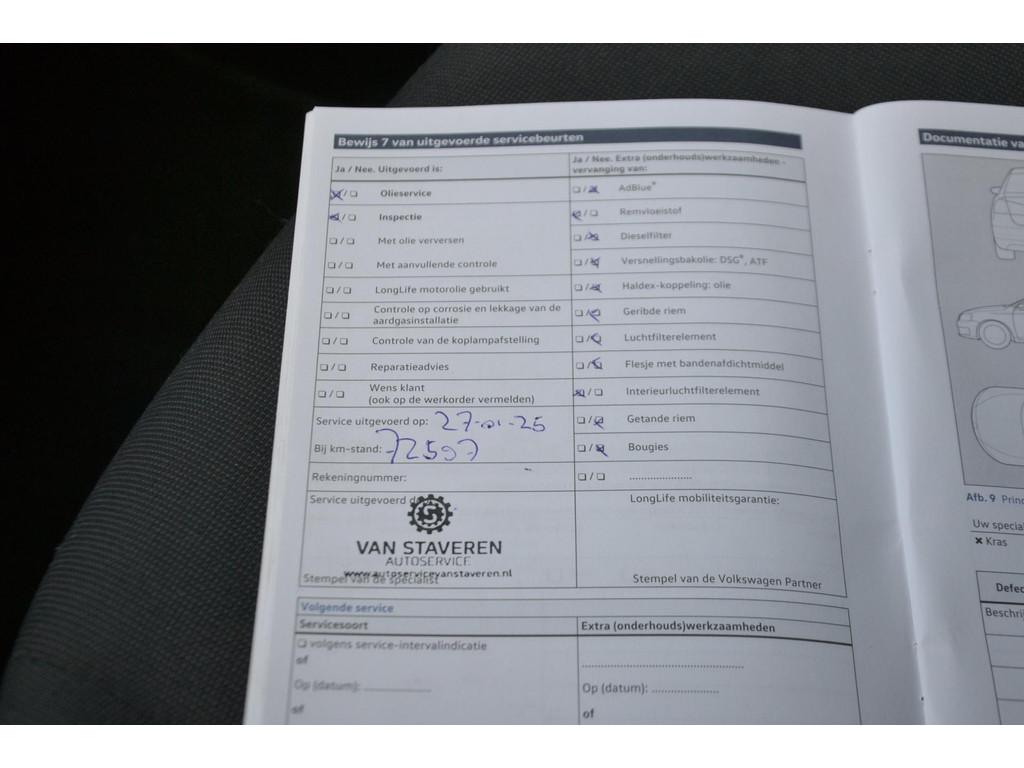 Bewijs 7 van uitgevoerde servicebeurten
Ja / Nee. Uitgevoerd is:
Ja / Nee. Extra (onderhouds)werkzaamheden -
vervanging van:
❏ / ❏ Olieservice
❏ / ❏ AdBlue®
❏ / ❏ Inspectie
❏ / ❏ Remvloeistof
❏ / ❏ Met olie verversen
❏ / ❏ Dieselfilter
❏ / ❏ Met aanvullende controle
❏ / ❏ Versnellingsbakolie: DSG®, ATF
❏ / ❏ LongLife motorolie gebruikt
❏ / ❏ Haldex-koppeling: olie
❏ / ❏ Controle op corrosie en lekkage van de
aardgasinstallatie
❏ / ❏ Geribde riem
❏ / ❏ Controle van de koplampafstelling
❏ / ❏ Luchtfilterelement
❏ / ❏ Reparatieadvies
❏ / ❏ Flesje met bandenafdichtmiddel
❏ / ❏ Wens klant
(ook op de werkorder vermelden)
❏ / ❏ Interieurluchtfilterelement
Service uitgevoerd op: 27-01-25
❏ / ❏ Getande riem
Bij km-stand: 72597
❏ / ❏ Bougies
Rekeningnummer:
❏ / ❏ .....................
Service uitgevoerd d
LongLife mobiliteitsgarantie:
S
VAN STAVEREN
AUTOSERVICE
www.autoservicevanstaveren.nl
Stempel van de specialist
Stempel van de Volkswagen Partner
Volgende service
Servicesoort
Extra (onderhouds)werkzaamheden
❏ volgens service-intervalindicatie
of
Op (datum): .....................
Op (datum): .....................
of
of
Documentatie va
Afb. 9 Princ
Uw specia
✖ Kras
Defec
Beschri